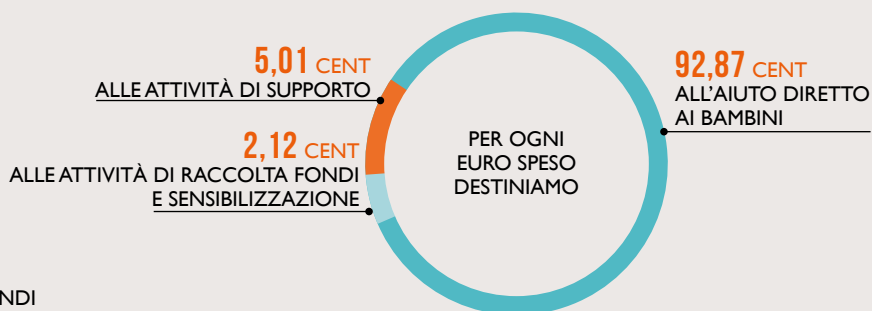 5,01 CENT
ALLE ATTIVITÀ DI SUPPORTO
2,12 CENT
ALLE ATTIVITÀ DI RACCOLTA FONDI
E SENSIBILIZZAZIONE
PER OGNI
EURO SPESO
DESTINIAMO
92,87 CENT
ALL'AIUTO DIRETTO
AI BAMBINI
NDI